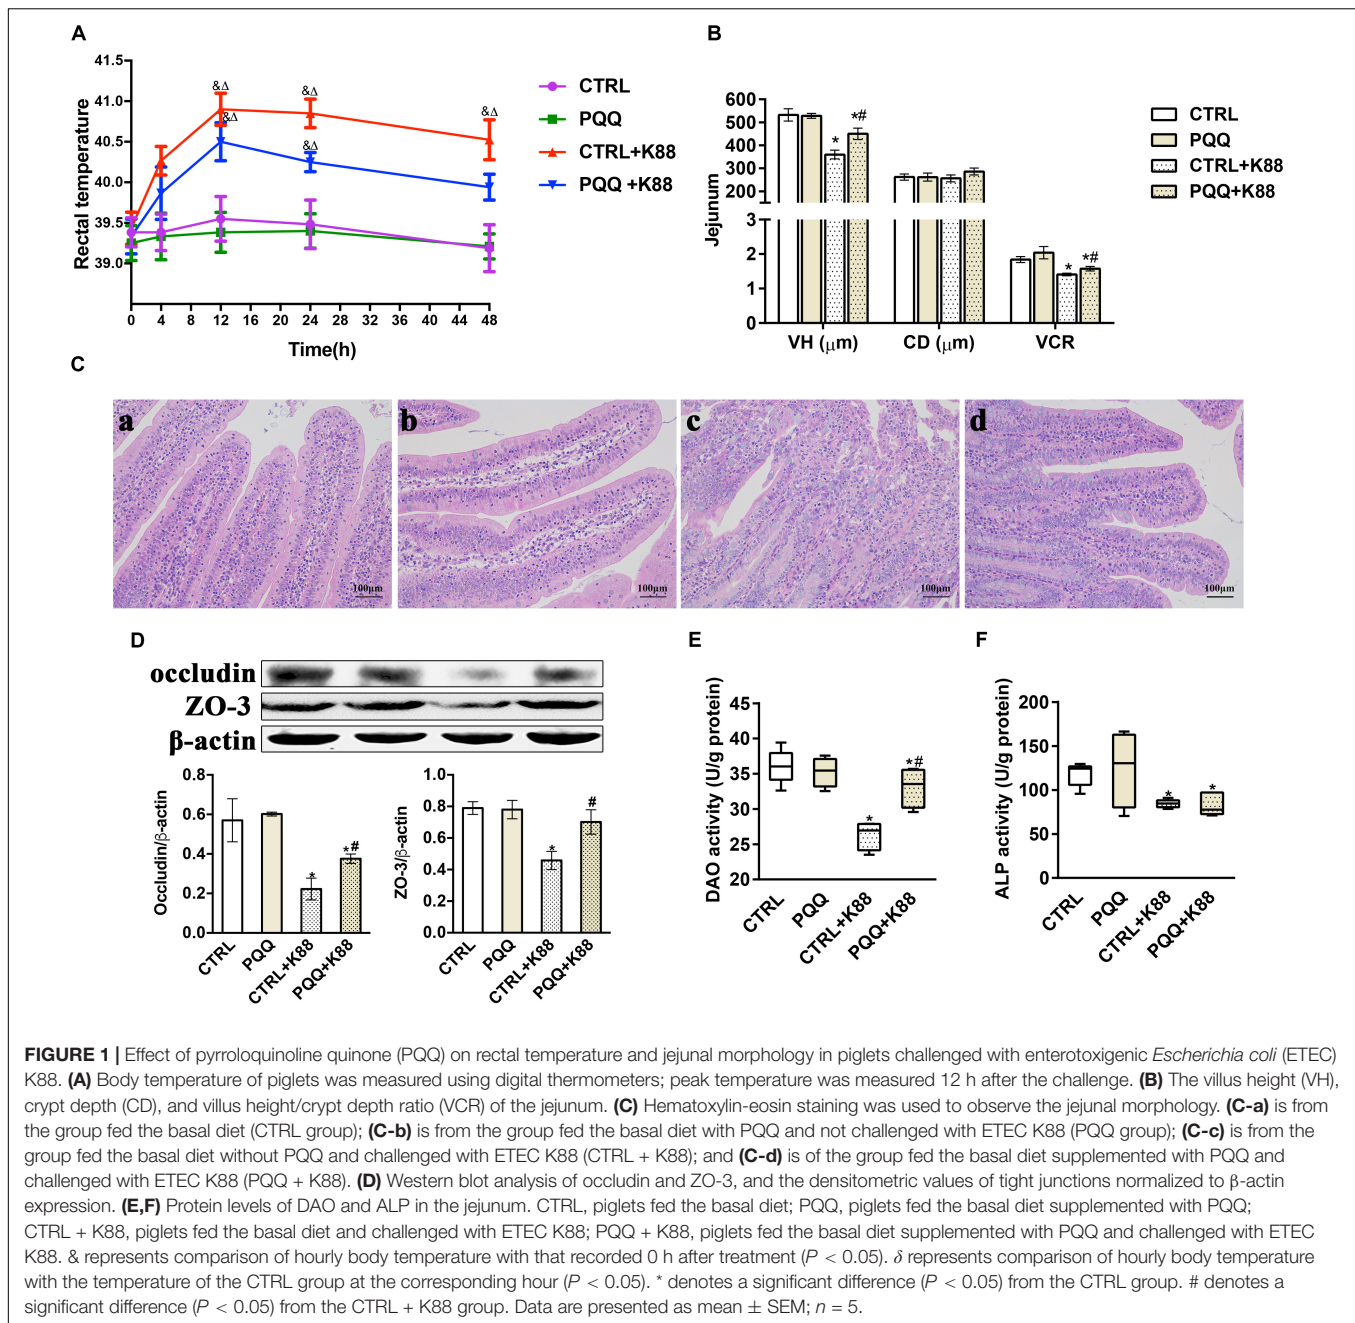 A
41.5
41.0
40.5
40.0
39.5
39.0
Rectal temperature
&Δ
&Δ
&Δ
&Δ
&Δ
0 4 8 12 16 20 24 28 32 36 40 44 48
Time(h)
CTRL
PQQ
CTRL+K88
PQQ +K88
B
600
500
400
300
200
3
2
1
0
Jejunum
*
*#
*
*#
VH (μm) CD (μm) VCR
CTRL
PQQ
CTRL+K88
PQQ+K88
C
a b c d
100μm 100μm 100μm 100μm
D
occludin
ZO-3
β-actin
0.8
0.6
0.4
0.2
0.0
Occludin/β-actin
*
*#
CTRL PQQ CTRL+K88 PQQ+K88
1.0
0.8
0.6
0.4
0.2
0.0
ZO-3/β-actin
*
#
CTRL PQQ CTRL+K88 PQQ+K88
E
45
40
35
30
25
20
DAO activity (U/g protein)
*
*#
CTRL PQQ CTRL+K88 PQQ+K88
F
200
150
100
50
0
ALP activity (U/g protein)
*
*
CTRL PQQ CTRL+K88 PQQ+K88
FIGURE 1 | Effect of pyrroloquinoline quinone (PQQ) on rectal temperature and jejunal morphology in piglets challenged with enterotoxigenic Escherichia coli (ETEC)
K88. (A) Body temperature of piglets was measured using digital thermometers; peak temperature was measured 12 h after the challenge. (B) The villus height (VH),
crypt depth (CD), and villus height/crypt depth ratio (VCR) of the jejunum. (C) Hematoxylin-eosin staining was used to observe the jejunal morphology. (C-a) is from
the group fed the basal diet (CTRL group); (C-b) is from the group fed the basal diet with PQQ and not challenged with ETEC K88 (PQQ group); (C-c) is from the
group fed the basal diet without PQQ and challenged with ETEC K88 (CTRL + K88); and (C-d) is of the group fed the basal diet supplemented with PQQ and
challenged with ETEC K88 (PQQ + K88). (D) Western blot analysis of occludin and ZO-3, and the densitometric values of tight junctions normalized to β-actin
expression. (E,F) Protein levels of DAO and ALP in the jejunum. CTRL, piglets fed the basal diet; PQQ, piglets fed the basal diet supplemented with PQQ;
CTRL + K88, piglets fed the basal diet and challenged with ETEC K88; PQQ + K88, piglets fed the basal diet supplemented with PQQ and challenged with ETEC
K88. & represents comparison of hourly body temperature with that recorded 0 h after treatment (P < 0.05). δ represents comparison of hourly body temperature
with the temperature of the CTRL group at the corresponding hour (P < 0.05). * denotes a significant difference (P < 0.05) from the CTRL group. # denotes a
significant difference (P < 0.05) from the CTRL + K88 group. Data are presented as mean ± SEM; n = 5.